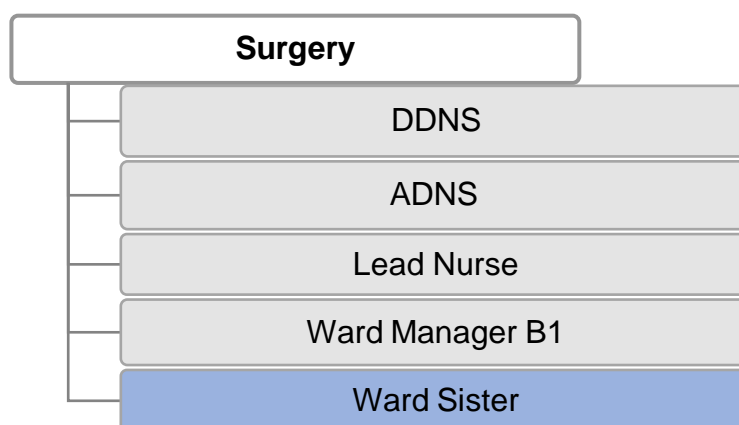 Surgery
DDNS
ADNS
Lead Nurse
Ward Manager B1
Ward Sister